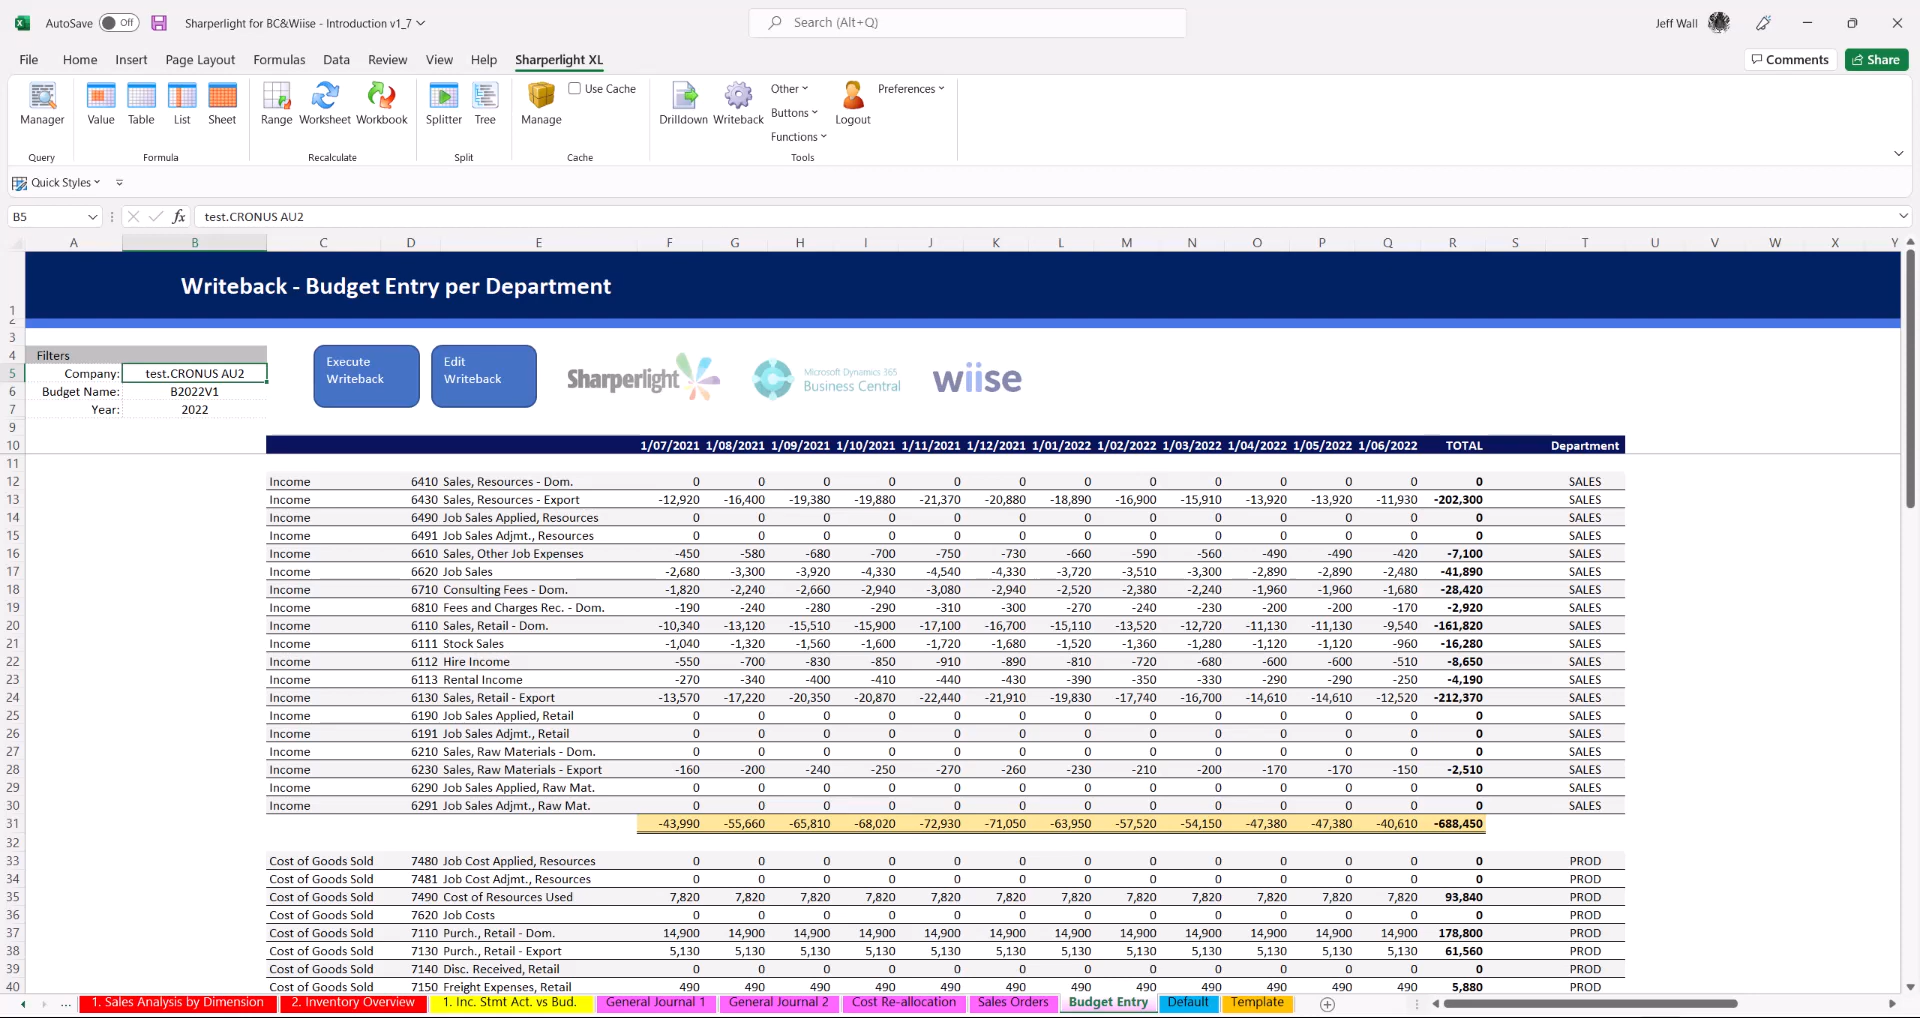 AutoSave Off Sharperlight for BC&Wiise - Introduction v1_7 Search (Alt+Q) Jeff Wall
File Home Insert Page Layout Formulas Data Review View Help Sharperlight XL Comments Share
Manager Value Table List Sheet Range Worksheet Workbook Splitter Tree Manage Use Cache Drilldown Writeback Other Buttons Functions Logout Preferences
Query Formula Recalculate Split Cache Tools
Quick Styles
B5 fx test.CRONUS AU2
A B C D E F G H I J K L M N O P Q R S T U V W X Y
1 Writeback - Budget Entry per Department
2
3
4 Filters
5 Company: test.CRONUS AU2
6 Budget Name: B2022V1
7 Year: 2022
Execute Writeback
Edit Writeback
Sharperlight
Microsoft Dynamics 365
Business Central
wiise
9
10 1/07/2021 1/08/2021 1/09/2021 1/10/2021 1/11/2021 1/12/2021 1/01/2022 1/02/2022 1/03/2022 1/04/2022 1/05/2022 1/06/2022 TOTAL Department
11
12 Income 6410 Sales, Resources - Dom. 0 0 0 0 0 0 0 0 0 0 0 0 0 SALES
13 Income 6430 Sales, Resources - Export -12,920 -16,400 -19,380 -19,880 -21,370 -20,880 -18,890 -16,900 -15,910 -13,920 -13,920 -11,930 -202,300 SALES
14 Income 6490 Job Sales Applied, Resources 0 0 0 0 0 0 0 0 0 0 0 0 0 SALES
15 Income 6491 Job Sales Adjmt., Resources 0 0 0 0 0 0 0 0 0 0 0 0 0 SALES
16 Income 6610 Sales, Other Job Expenses -450 -580 -680 -700 -750 -730 -660 -590 -560 -490 -490 -420 -7,100 SALES
17 Income 6620 Job Sales -2,680 -3,300 -3,920 -4,330 -4,540 -4,330 -3,720 -3,510 -3,300 -2,890 -2,890 -2,480 -41,890 SALES
18 Income 6710 Consulting Fees - Dom. -1,820 -2,240 -2,660 -2,940 -3,080 -2,940 -2,520 -2,380 -2,240 -1,960 -1,960 -1,680 -28,420 SALES
19 Income 6810 Fees and Charges Rec. - Dom. -190 -240 -280 -290 -310 -300 -270 -240 -230 -200 -200 -170 -2,920 SALES
20 Income 6110 Sales, Retail - Dom. -10,340 -13,120 -15,510 -15,900 -17,100 -16,700 -15,110 -13,520 -12,720 -11,130 -11,130 -9,540 -161,820 SALES
21 Income 6111 Stock Sales -1,040 -1,320 -1,560 -1,600 -1,720 -1,680 -1,520 -1,360 -1,280 -1,120 -1,120 -960 -16,280 SALES
22 Income 6112 Hire Income -550 -700 -830 -850 -910 -890 -810 -720 -680 -600 -600 -510 -8,650 SALES
23 Income 6113 Rental Income -270 -340 -400 -410 -440 -430 -390 -350 -330 -290 -290 -250 -4,190 SALES
24 Income 6130 Sales, Retail - Export -13,570 -17,220 -20,350 -20,870 -22,440 -21,910 -19,830 -17,740 -16,700 -14,610 -14,610 -12,520 -212,370 SALES
25 Income 6190 Job Sales Applied, Retail 0 0 0 0 0 0 0 0 0 0 0 0 0 SALES
26 Income 6191 Job Sales Adjmt., Retail 0 0 0 0 0 0 0 0 0 0 0 0 0 SALES
27 Income 6210 Sales, Raw Materials - Dom. 0 0 0 0 0 0 0 0 0 0 0 0 0 SALES
28 Income 6230 Sales, Raw Materials - Export -160 -200 -240 -250 -270 -260 -230 -210 -200 -170 -170 -150 -2,510 SALES
29 Income 6290 Job Sales Applied, Raw Mat. 0 0 0 0 0 0 0 0 0 0 0 0 0 SALES
30 Income 6291 Job Sales Adjmt., Raw Mat. 0 0 0 0 0 0 0 0 0 0 0 0 0 SALES
31 -43,990 -55,660 -65,810 -68,020 -72,930 -71,050 -63,950 -57,520 -54,150 -47,380 -47,380 -40,610 -688,450
32
33 Cost of Goods Sold 7480 Job Cost Applied, Resources 0 0 0 0 0 0 0 0 0 0 0 0 0 PROD
34 Cost of Goods Sold 7481 Job Cost Adjmt., Resources 0 0 0 0 0 0 0 0 0 0 0 0 0 PROD
35 Cost of Goods Sold 7490 Cost of Resources Used 7,820 7,820 7,820 7,820 7,820 7,820 7,820 7,820 7,820 7,820 7,820 7,820 93,840 PROD
36 Cost of Goods Sold 7620 Job Costs 0 0 0 0 0 0 0 0 0 0 0 0 0 PROD
37 Cost of Goods Sold 7110 Purch., Retail - Dom. 14,900 14,900 14,900 14,900 14,900 14,900 14,900 14,900 14,900 14,900 14,900 14,900 178,800 PROD
38 Cost of Goods Sold 7130 Purch., Retail - Export 5,130 5,130 5,130 5,130 5,130 5,130 5,130 5,130 5,130 5,130 5,130 5,130 61,560 PROD
39 Cost of Goods Sold 7140 Disc. Received, Retail 0 0 0 0 0 0 0 0 0 0 0 0 0 PROD
40 Cost of Goods Sold 7150 Freight Expenses, Retail 490 490 490 490 490 490 490 490 490 490 490 490 5,880 PROD
... 1. Sales Analysis by Dimension 2. Inventory Overview 1. Inc. Stmt Act. vs Bud. General Journal 1 General Journal 2 Cost Re-allocation Sales Orders Budget Entry Default Template